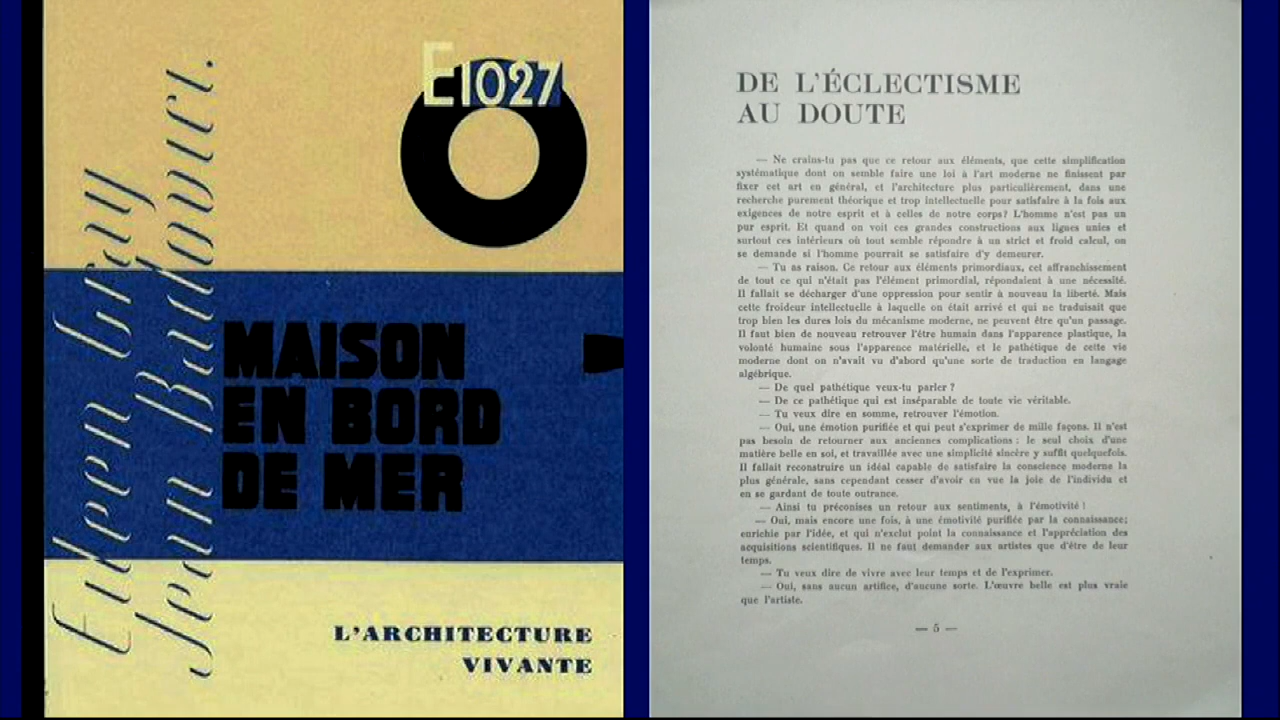 E1027
Eileen Gray
Jean Badovici.
MAISON
EN BORD
DE MER
L'ARCHITECTURE
VIVANTE
DE L'ÉCLECTISME
AU DOUTE
— Ne crains-tu pas que ce retour aux éléments, que cette simplification
systématique dont on semble faire une loi à l'art moderne ne finissent par
fixer cet art en général, et l'architecture plus particulièrement, dans une
recherche purement théorique et trop intellectuelle pour satisfaire à la fois aux
exigences de notre esprit et à celles de notre corps? L'homme n'est pas un
pur esprit. Et quand on voit ces grandes constructions aux lignes unies et
surtout ces intérieurs où tout semble répondre à un strict et froid calcul, on
se demande si l'homme pourrait se satisfaire d'y demeurer.
— Tu as raison. Ce retour aux éléments primordiaux, cet affranchissement
de tout ce qui n'était pas l'élément primordial, répondaient à une nécessité.
Il fallait se décharger d'une oppression pour sentir à nouveau la liberté. Mais
cette froideur intellectuelle à laquelle on était arrivé et qui ne traduisait que
trop bien les dures lois du mécanisme moderne, ne peuvent être qu'un passage.
Il faut bien de nouveau retrouver l'être humain dans l'apparence plastique, la
volonté humaine sous l'apparence matérielle, et le pathétique de cette vie
moderne dont on n'avait vu d'abord qu'une sorte de traduction en langage
algébrique.
— De quel pathétique veux-tu parler ?
— De ce pathétique qui est inséparable de toute vie véritable.
— Tu veux dire en somme, retrouver l'émotion.
— Oui, une émotion purifiée et qui peut s'exprimer de mille façons. Il n'est
pas besoin de retourner aux anciennes complications : le seul choix d'une
matière belle en soi, et travaillée avec une simplicité sincère y suffit quelquefois.
Il fallait reconstruire un idéal capable de satisfaire la conscience moderne la
plus générale, sans cependant cesser d'avoir en vue la joie de l'individu et
en se gardant de toute outrance.
— Ainsi tu préconises un retour aux sentiments, à l'émotivité !
— Oui, mais encore une fois, à une émotivité purifiée par la connaissance;
enrichie par l'idée, et qui n'exclut point la connaissance et l'appréciation des
acquisitions scientifiques. Il ne faut demander aux artistes que d'être de leur
temps.
— Tu veux dire de vivre avec leur temps et de l'exprimer.
— Oui, sans aucun artifice, d'aucune sorte. L'œuvre belle est plus vraie
que l'artiste.
— 5 —